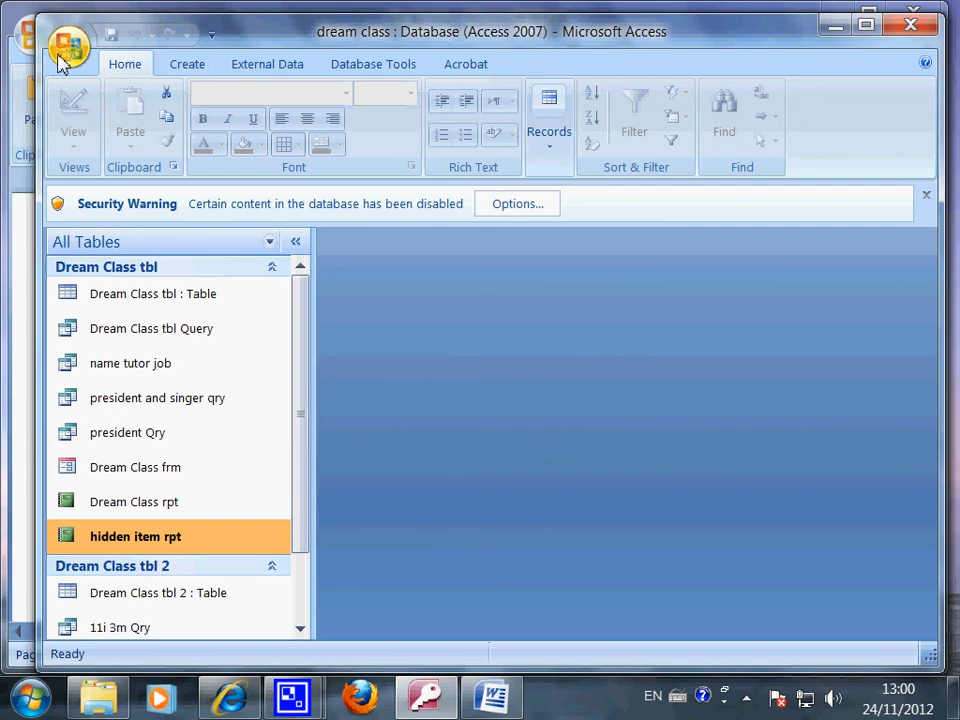 dream class : Database (Access 2007) - Microsoft Access
Home Create External Data Database Tools Acrobat
View Paste Records Filter Find
Views Clipboard Font Rich Text Sort & Filter Find
Security Warning Certain content in the database has been disabled Options...
All Tables
Dream Class tbl
Dream Class tbl : Table
Dream Class tbl Query
name tutor job
president and singer qry
president Qry
Dream Class frm
Dream Class rpt
hidden item rpt
Dream Class tbl 2
Dream Class tbl 2 : Table
11i 3m Qry
Ready
Pa
Clip
Pag
EN
13:00
24/11/2012